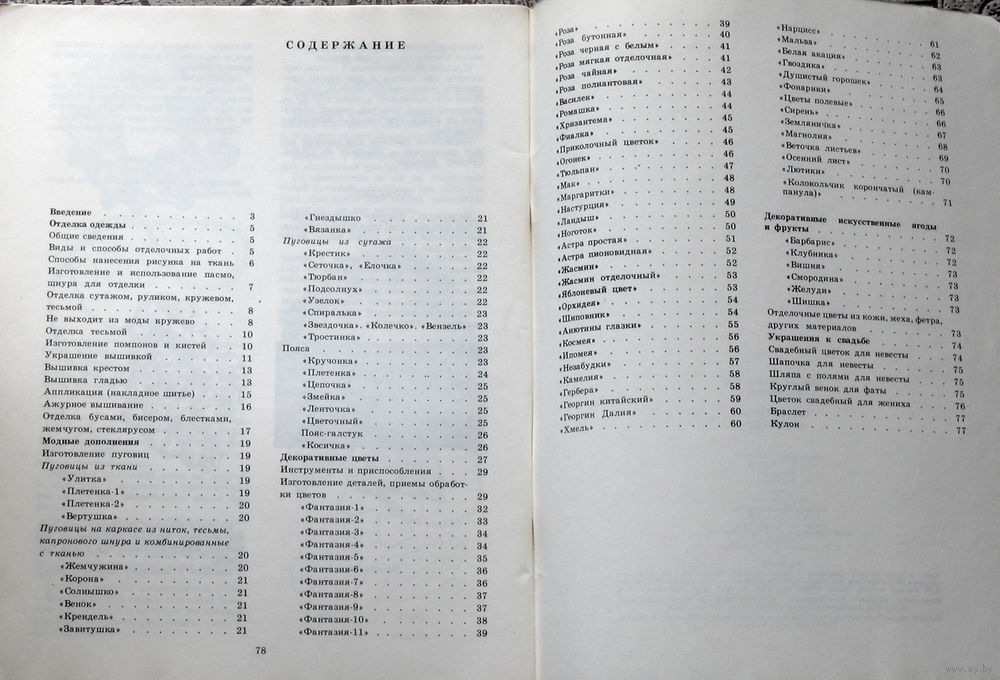 СОДЕРЖАНИЕ
Введение . . . . . . . . . . . 3
Отделка одежды . . . . . . . . . . . 5
Общие сведения . . . . . . . . . . . 5
Виды и способы отделочных работ . . 5
Способы нанесения рисунка на ткань 6
Изготовление и использование пасмо,
шнура для отделки . . . . . . . . . 7
Отделка сутажом, руликом, кружевом,
тесьмой . . . . . . . . . . . 8
Не выходит из моды кружево . . . . 8
Отделка тесьмой . . . . . . . . . 10
Изготовление помпонов и кистей . . . 10
Украшение вышивкой . . . . . . . 11
Вышивка крестом . . . . . . . . . 13
Вышивка гладью . . . . . . . . . 13
Аппликация (накладное шитье) . . . . 15
Ажурное вышивание . . . . . . . . 16
Отделка бусами, бисером, блестками,
жемчугом, стеклярусом . . . . . . 17
Модные дополнения . . . . . . . . 19
Изготовление пуговиц . . . . . . . 19
Пуговицы из ткани . . . . . . . . 19
«Улитка» . . . . . . . . . . 19
«Плетенка-1» . . . . . . . . . 19
«Плетенка-2» . . . . . . . . . 20
«Вертушка» . . . . . . . . . 20
Пуговицы на каркасе из ниток, тесьмы,
капронового шнура и комбинированные
с тканью . . . . . . . . . . . 20
«Жемчужина» . . . . . . . . . 20
«Корона» . . . . . . . . . . 21
«Солнышко» . . . . . . . . . 21
«Венок» . . . . . . . . . . 21
«Крендель» . . . . . . . . . 21
«Завитушка» . . . . . . . . . 21
«Гнездышко . . . . . . . . . 21
«Вязанка» . . . . . . . . . . 21
Пуговицы из сутажа . . . . . . . 22
«Крестик» . . . . . . . . . . 22
«Сеточка», «Елочка» . . . . . . 22
«Тюрбан» . . . . . . . . . . 22
«Подсолнух» . . . . . . . . . 22
«Узелок» . . . . . . . . . . 22
«Спиралька» . . . . . . . . . 23
«Звездочка», «Колечко», «Вензель» 23
«Тростинка» . . . . . . . . . 23
Пояса . . . . . . . . . . . 23
«Кручонка» . . . . . . . . . 23
«Плетенка» . . . . . . . . . 24
«Цепочка» . . . . . . . . . . 25
«Змейка» . . . . . . . . . . 25
«Ленточка» . . . . . . . . . 25
«Цветочный» . . . . . . . . . 25
Пояс-галстук . . . . . . . . . 26
«Косичка» . . . . . . . . . . 26
Декоративные цветы . . . . . . . 27
Инструменты и приспособления . . . . 29
Изготовление деталей, приемы обработ-
ки цветов . . . . . . . . . . . 29
«Фантазия-1» . . . . . . . . . 32
«Фантазия-2» . . . . . . . . . 33
«Фантазия-3» . . . . . . . . . 34
«Фантазия-4» . . . . . . . . . 34
«Фантазия-5» . . . . . . . . . 35
«Фантазия-6» . . . . . . . . . 36
«Фантазия-7» . . . . . . . . . 36
«Фантазия-8» . . . . . . . . . 37
«Фантазия-9» . . . . . . . . . 37
«Фантазия-10» . . . . . . . . 38
«Фантазия-11» . . . . . . . . 39
78
«Роза» . . . . . . . . . . . 39
«Роза бутонная» . . . . . . . . 40
«Роза черная с белым» . . . . . . 41
«Роза мягкая отделочная» . . . . . 41
«Роза чайная» . . . . . . . . . 42
«Роза полиантовая» . . . . . . . 43
«Василек» . . . . . . . . . . 44
«Ромашка» . . . . . . . . . . 44
«Хризантема» . . . . . . . . . 45
«Фиалка» . . . . . . . . . . 45
«Приколочный цветок» . . . . . . 46
«Огонек» . . . . . . . . . . 46
«Тюльпан» . . . . . . . . . . 47
«Мак» . . . . . . . . . . . 48
«Маргаритки» . . . . . . . . . 48
«Настурция» . . . . . . . . . 49
«Ландыш» . . . . . . . . . . 50
«Ноготок» . . . . . . . . . . 50
«Астра простая» . . . . . . . . 51
«Астра пионовидная» . . . . . . . 52
«Жасмин» . . . . . . . . . . 52
«Жасмин отделочный» . . . . . . . 53
«Яблоневый цвет» . . . . . . . . 53
«Орхидея» . . . . . . . . . . 54
«Шиповник» . . . . . . . . . 54
«Анютины глазки» . . . . . . . . 55
«Космея» . . . . . . . . . . 56
«Ипомея» . . . . . . . . . . 56
«Незабудки» . . . . . . . . . 57
«Камелия» . . . . . . . . . . 58
«Гербера» . . . . . . . . . . 58
«Георгин китайский» . . . . . . . 59
«Георгин Далия» . . . . . . . . 60
«Хмель» . . . . . . . . . . 60
«Нарцисс» . . . . . . . . . . 61
«Мальва» . . . . . . . . . . 62
«Белая акация» . . . . . . . . 63
«Гвоздика» . . . . . . . . . 63
«Душистый горошек» . . . . . . . 64
«Фонарики» . . . . . . . . . 65
«Цветы полевые» . . . . . . . . 66
«Сирень» . . . . . . . . . . 66
«Земляничка» . . . . . . . . . 67
«Магнолия» . . . . . . . . . 68
«Веточка листьев» . . . . . . . 69
«Осенний лист» . . . . . . . . 70
«Лютики» . . . . . . . . . . 70
«Колокольчик корончатый (кам-
панула)» . . . . . . . . . . 71
Декоративные искусственные ягоды
и фрукты . . . . . . . . . . 72
«Барбарис» . . . . . . . . . 72
«Клубника» . . . . . . . . . 72
«Вишня» . . . . . . . . . . 73
«Смородина» . . . . . . . . . 73
«Желуди» . . . . . . . . . . 73
«Шишка» . . . . . . . . . . 73
Отделочные цветы из кожи, меха, фетра,
других материалов . . . . . . . . 73
Украшения к свадьбе . . . . . . . 74
Свадебный цветок для невесты . . . . 74
Шапочка для невесты . . . . . . . 75
Шляпа с полями для невесты . . . . 75
Круглый венок для фаты . . . . . . 75
Цветок свадебный для жениха . . . . 76
Браслет . . . . . . . . . . . 77
Кулон . . . . . . . . . . . 77
www.ay.by